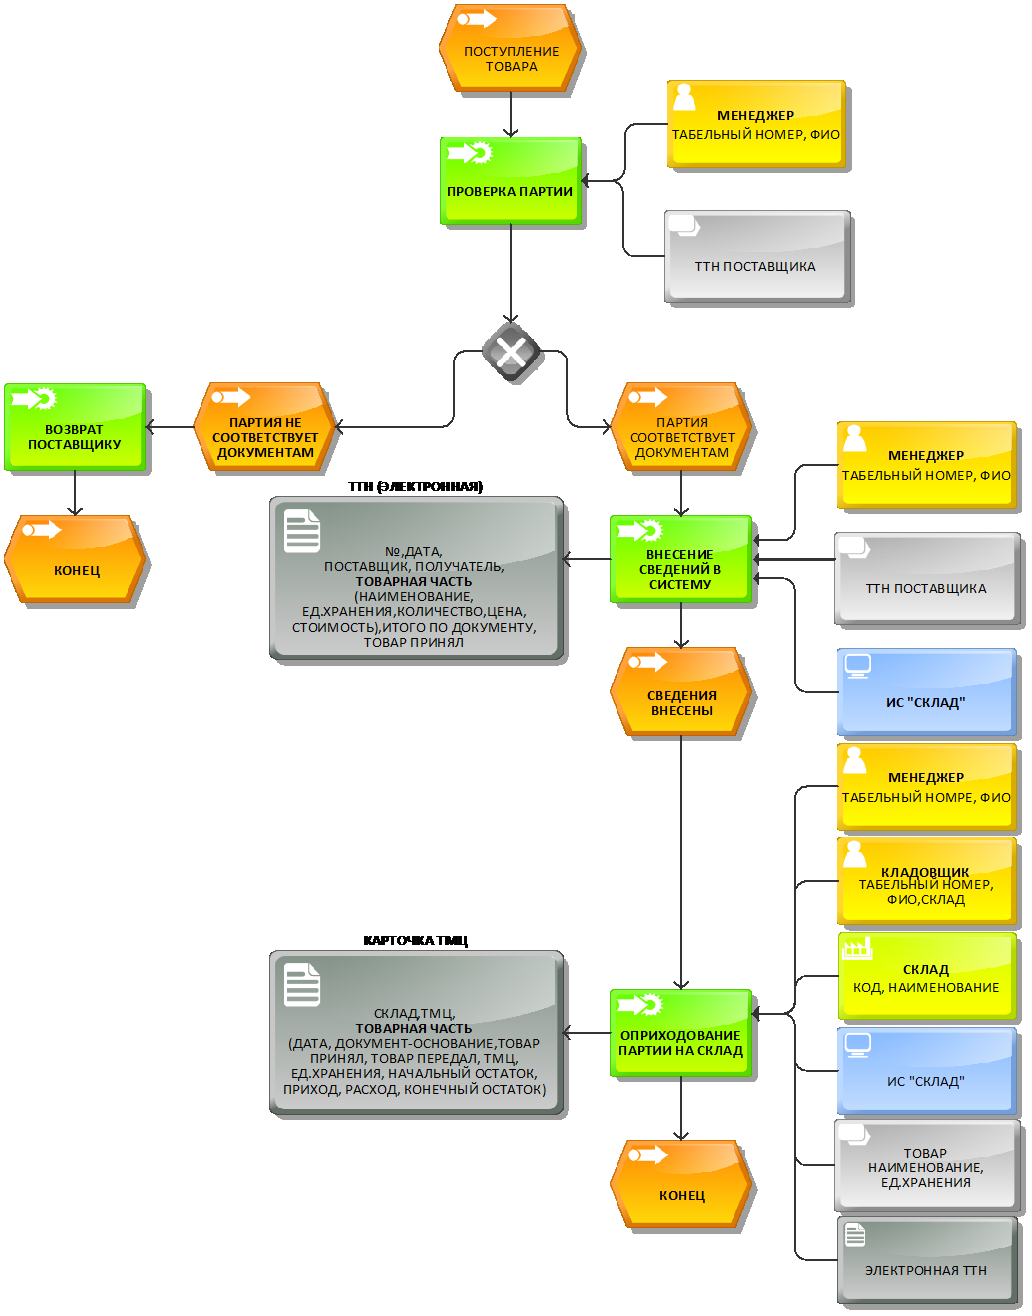 ПОСТУПЛЕНИЕ
ТОВАРА
МЕНЕДЖЕР
ТАБЕЛЬНЫЙ НОМЕР, ФИО
ПРОВЕРКА ПАРТИИ
ТТН ПОСТАВЩИКА
ВОЗВРАТ
ПОСТАВЩИКУ
ПАРТИЯ НЕ
СООТВЕТСТВУЕТ
ДОКУМЕНТАМ
ПАРТИЯ
СООТВЕТСТВУЕТ
ДОКУМЕНТАМ
МЕНЕДЖЕР
ТАБЕЛЬНЫЙ НОМЕР, ФИО
КОНЕЦ
ТТН (ЭЛЕКТРОННАЯ)
№,ДАТА,
ПОСТАВЩИК, ПОЛУЧАТЕЛЬ,
ТОВАРНАЯ ЧАСТЬ
(НАИМЕНОВАНИЕ,
ЕД.ХРАНЕНИЯ,КОЛИЧЕСТВО,ЦЕНА,
СТОИМОСТЬ),ИТОГО ПО ДОКУМЕНТУ,
ТОВАР ПРИНЯЛ
ВНЕСЕНИЕ
СВЕДЕНИЙ В
СИСТЕМУ
ТТН ПОСТАВЩИКА
СВЕДЕНИЯ
ВНЕСЕНЫ
ИС "СКЛАД"
МЕНЕДЖЕР
ТАБЕЛЬНЫЙ НОМРЕ, ФИО
КЛАДОВЩИК
ТАБЕЛЬНЫЙ НОМЕР,
ФИО,СКЛАД
СКЛАД
КОД, НАИМЕНОВАНИЕ
КАРТОЧКА ТМЦ
СКЛАД,ТМЦ,
ТОВАРНАЯ ЧАСТЬ
(ДАТА, ДОКУМЕНТ-ОСНОВАНИЕ,ТОВАР
ПРИНЯЛ, ТОВАР ПЕРЕДАЛ, ТМЦ,
ЕД.ХРАНЕНИЯ, НАЧАЛЬНЫЙ ОСТАТОК,
ПРИХОД, РАСХОД, КОНЕЧНЫЙ ОСТАТОК)
ОПРИХОДОВАНИЕ
ПАРТИИ НА СКЛАД
ИС "СКЛАД"
ТОВАР
НАИМЕНОВАНИЕ,
ЕД.ХРАНЕНИЯ
КОНЕЦ
ЭЛЕКТРОННАЯ ТТН